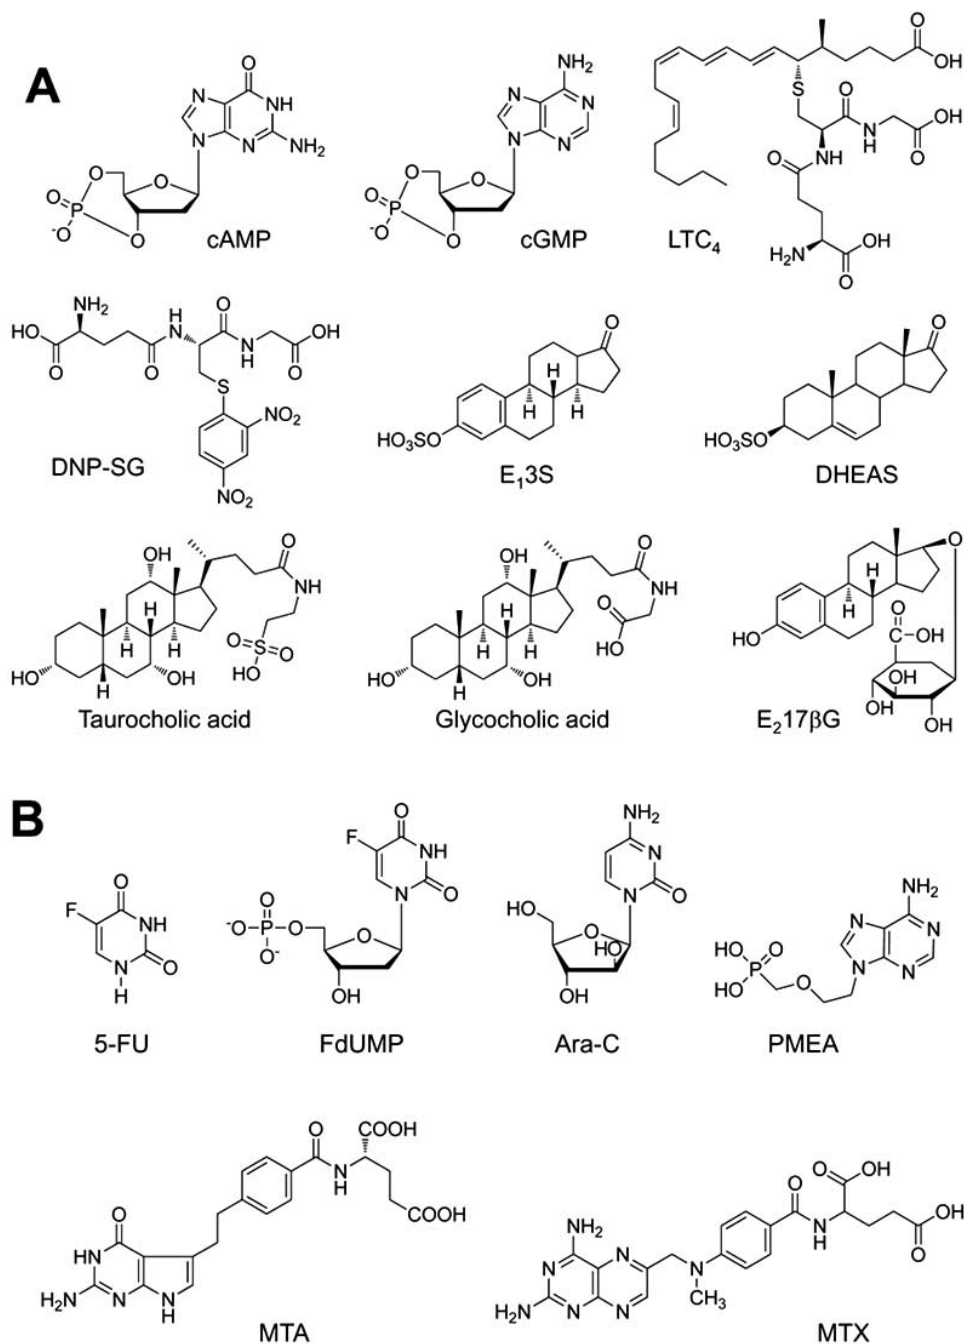 A
O
N
NH
N
N
NH2
O
O
O
P
-O
O
cAMP
NH2
N
N
N
N
O
O
O
P
-O
O
cGMP
O
OH
S
O
N
H
O
OH
O
NH
H2N
OH
O
LTC4
NH2
HO
O
H
N
O
O
N
H
OH
O
S
NO2
NO2
DNP-SG
O
H
H
H
HO3SO
E13S
O
HO3SO
DHEAS
OH
O
NH
H
H
H
O
S
O
HO
HO
H
OH
Taurocholic acid
OH
O
NH
H
H
H
O
HO
HO
H
OH
Glycocholic acid
O
H
H
O
C-OH
HO
OH
HO
OH
E217βG
B
O
F
NH
N
H
O
5-FU
O
F
NH
N
O
O
-O-P-O
O-
O
OH
FdUMP
NH2
N
N
O
HO
O
HO
OH
Ara-C
NH2
N
N
N
N
HO
O
P
HO
O
PMEA
COOH
O
N
H
COOH
O
HN
H2N
N
N
H
MTA
O
OH
O
OH
O
N
H
O
NH2
N
N
N
H2N
N
N
CH3
MTX